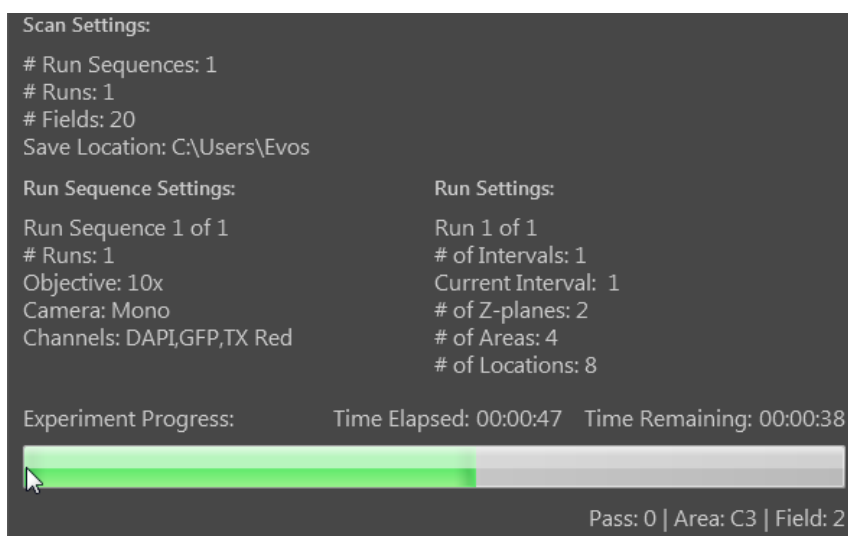 Scan Settings:
# Run Sequences: 1
# Runs: 1
# Fields: 20
Save Location: C:\Users\Evos
Run Sequence Settings:
Run Sequence 1 of 1
# Runs: 1
Objective: 10x
Camera: Mono
Channels: DAPI,GFP,TX Red
Run Settings:
Run 1 of 1
# of Intervals: 1
Current Interval:  1
# of Z-planes: 2
# of Areas: 4
# of Locations: 8
Experiment Progress: Time Elapsed: 00:00:47 Time Remaining: 00:00:38
Pass: 0 | Area: C3 | Field: 2